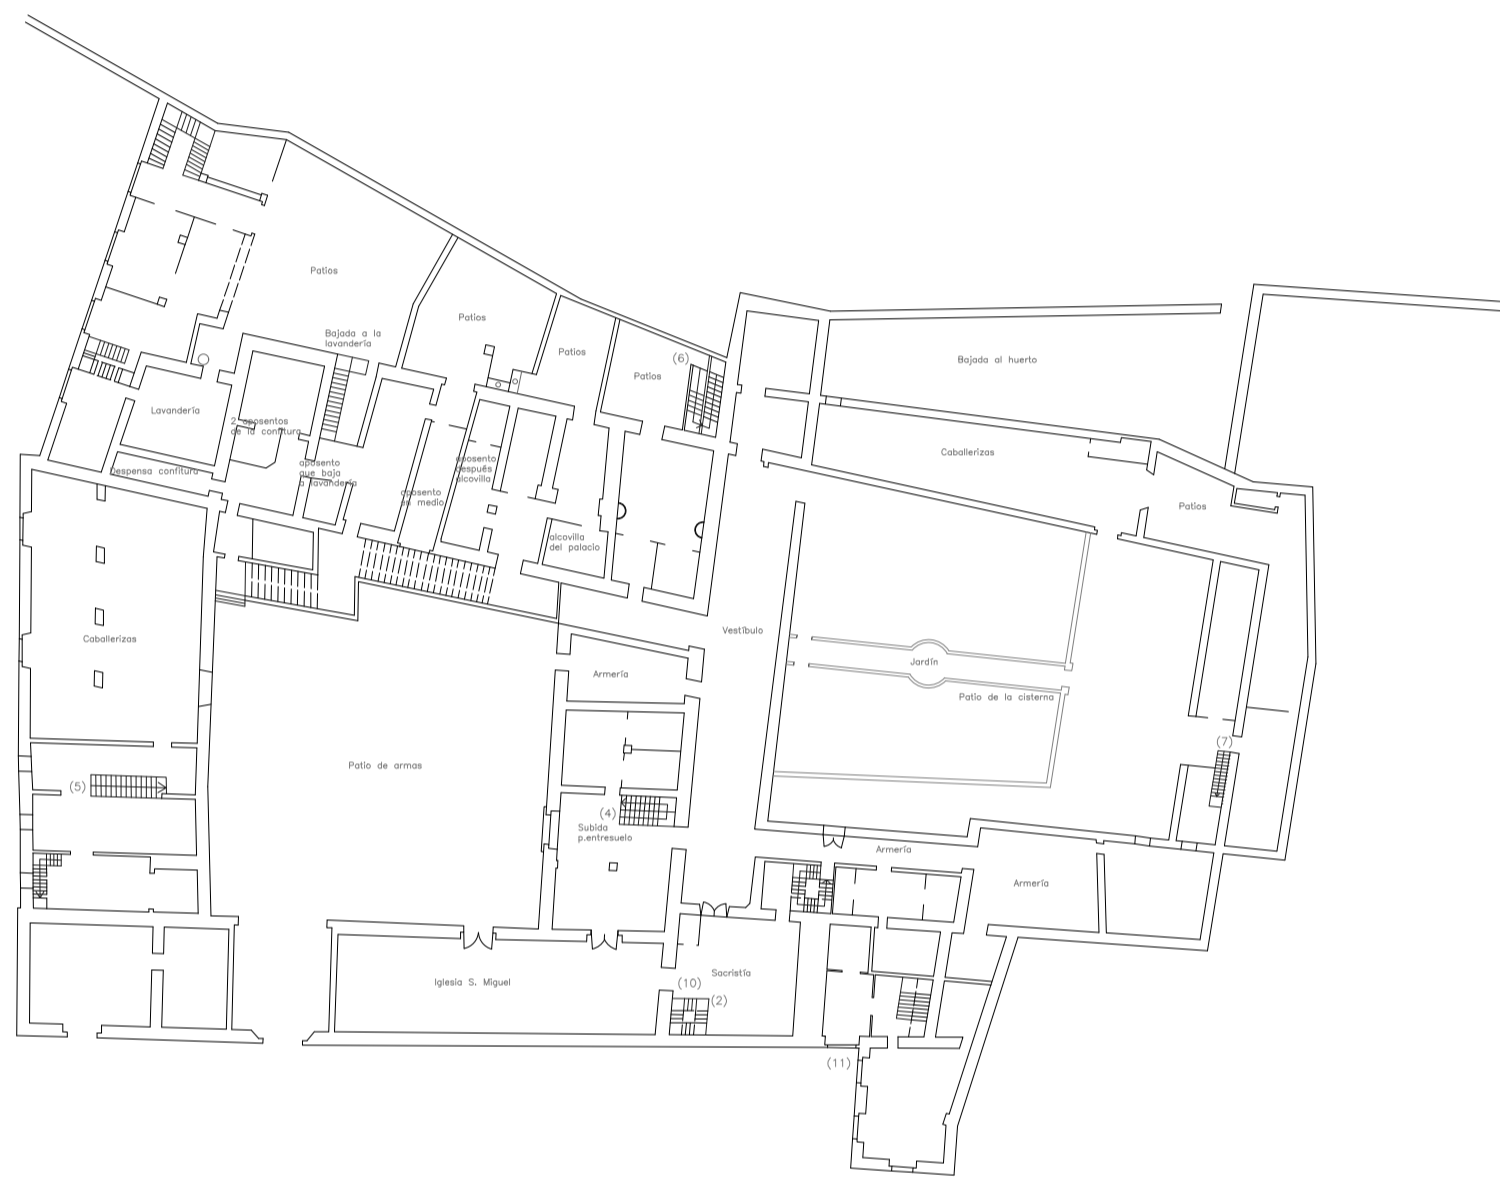 Patios
Patios
Bajada a la
lavandería
Patios
(6)
Bajada al huerto
Patios
Lavandería
2 aposentos
de la confitura
Caballerizas
Despensa confitura
aposento
que baja
a lavandería
aposento
después
alcovilla
aposento
en medio
Patios
alcovilla
del palacio
Caballerizas
Vestíbulo
Jardín
Armería
Patio de la cisterna
(7)
Patio de armas
(5)
(4)
Subida
p.entresuelo
Armería
Armería
Iglesia S. Miguel
Sacristía
(10)
(2)
(11)